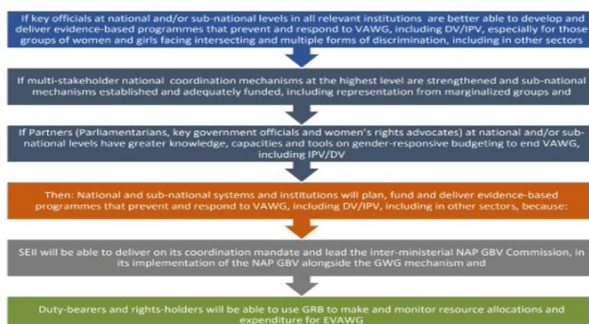 If key officials at national and/or sub-national levels in all relevant institutions are better able to develop and
deliver evidence-based programmes that prevent and respond to VAWG, including DV/IPV, especially for those
groups of women and girls facing intersecting and multiple forms of discrimination, including in other sectors
If multi-stakeholder national coordination mechanisms at the highest level are strengthened and sub-national
mechanisms established and adequately funded, including representation from marginalized groups and
If Partners (Parliamentarians, key government officials and women's rights advocates) at national and/or sub-
national levels have greater knowledge, capacities and tools on gender-responsive budgeting to end VAWG,
including IPV/DV
Then: National and sub-national systems and institutions will plan, fund and deliver evidence-based
programmes that prevent and respond to VAWG, including DV/IPV, including in other sectors, because:
SEII will be able to deliver on its coordination mandate and lead the inter-ministerial NAP GBV Commission, in
its implementation of the NAP GBV alongside the GWG mechanism and
Duty-bearers and rights-holders will be able to use GRB to make and monitor resource allocations and
expenditure for EVAWG